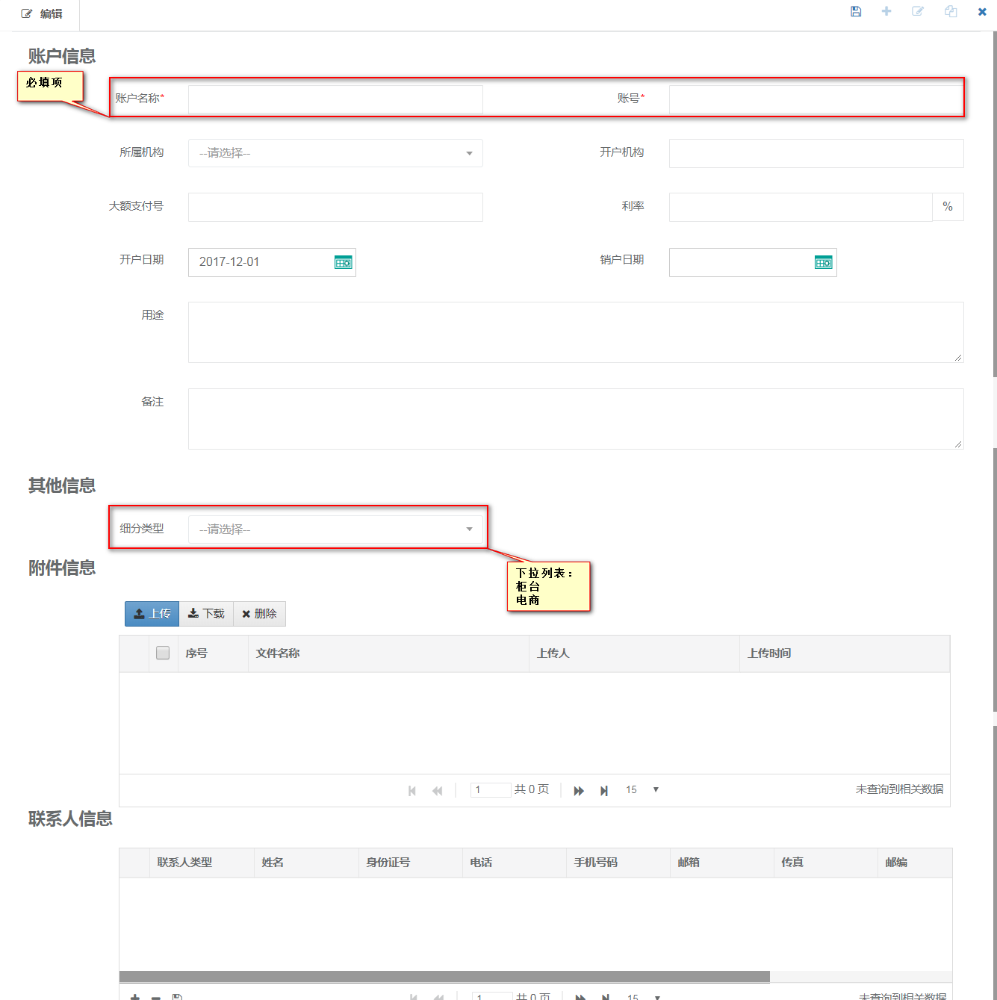 编辑
账户信息
必填项
账户名称* 账号*
所属机构 --请选择-- 开户机构
大额支付号 利率 %
开户日期 2017-12-01 销户日期
用途
备注
其他信息
细分类型 --请选择--
附件信息
下拉列表：
柜台
电商
上传 下载 删除
序号 文件名称 上传人 上传时间
1 共 0 页 15 未查询到相关数据
联系人信息
联系人类型 姓名 身份证号 电话 手机号码 邮箱 传真 邮编
1 共 0 页 15 未查询到相关数据